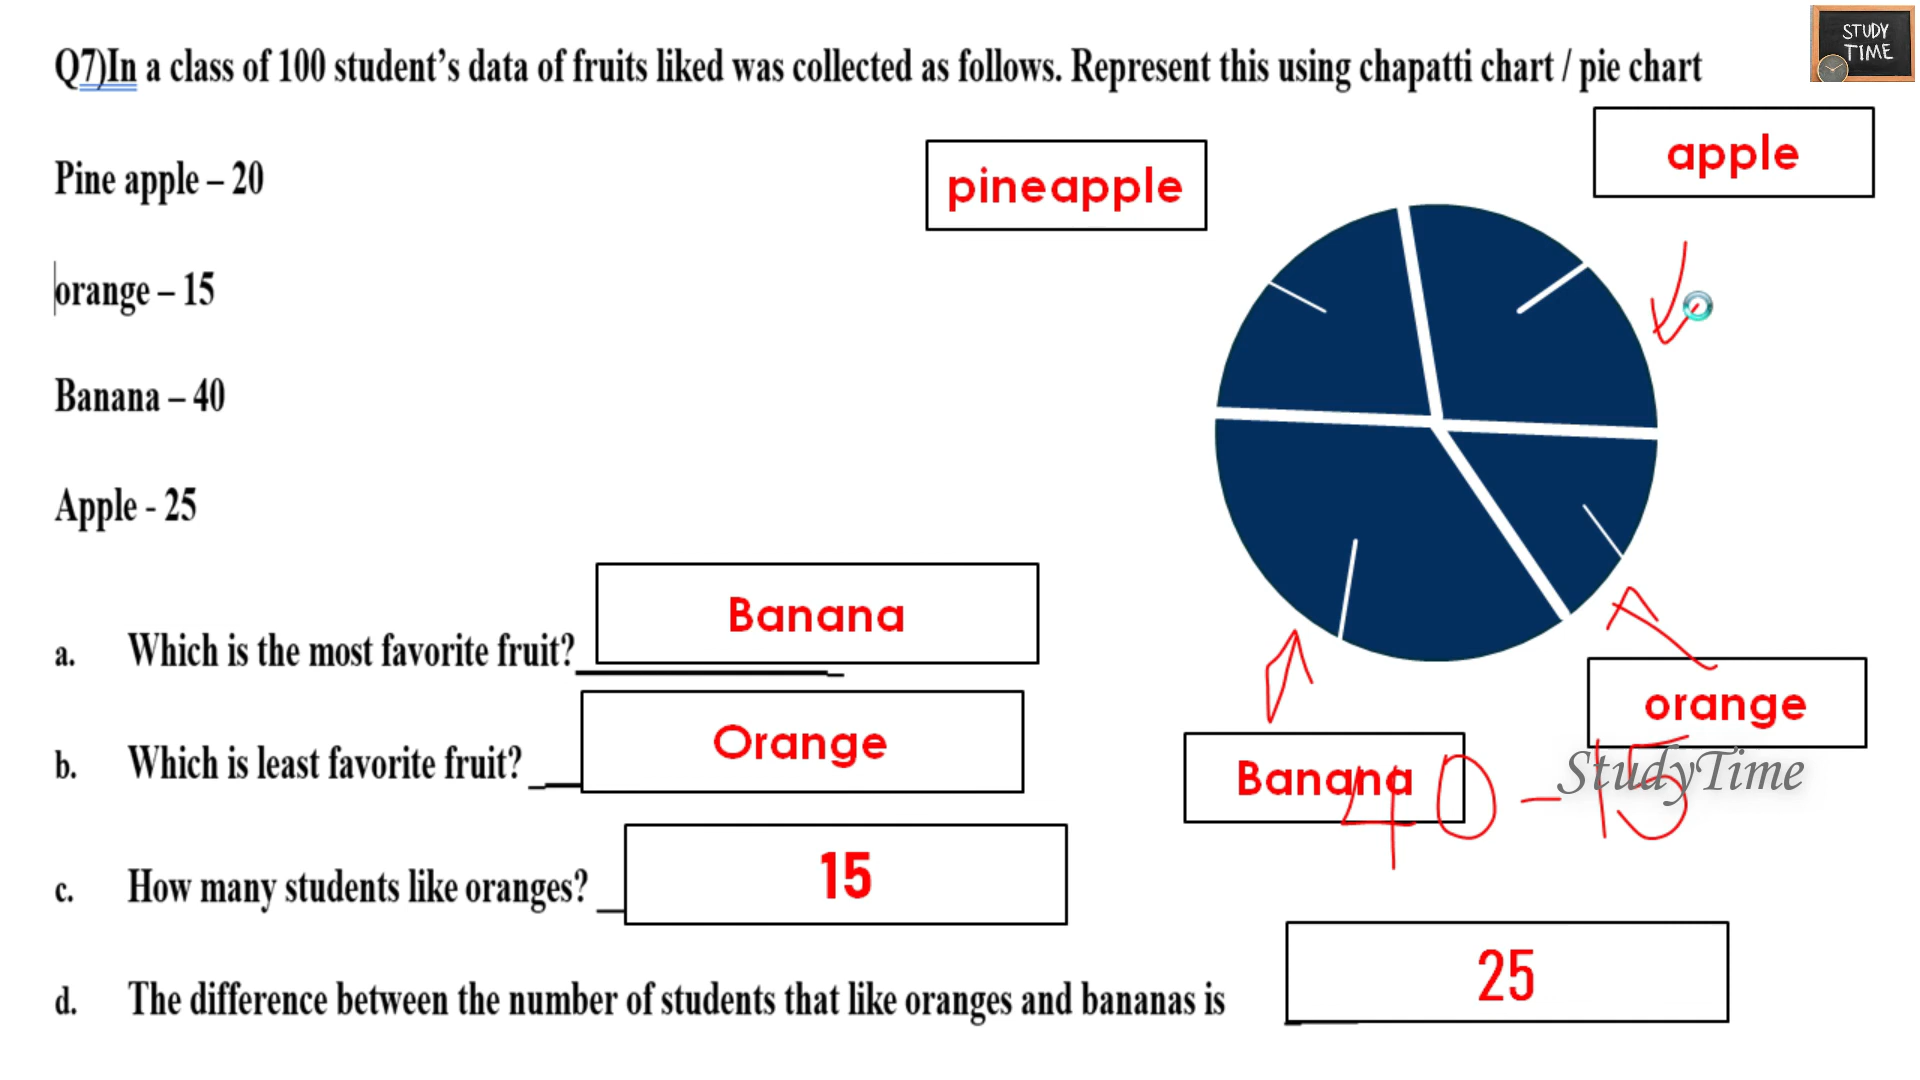 STUDY
TIME
Q7)In a class of 100 student’s data of fruits liked was collected as follows. Represent this using chapatti chart / pie chart
apple
pineapple
Pine apple – 20
orange – 15
Banana – 40
Apple - 25
Banana
a. Which is the most favorite fruit?
orange
Orange
b. Which is least favorite fruit?
Banana
40 – 15
StudyTime
c. How many students like oranges?
15
d. The difference between the number of students that like oranges and bananas is
25